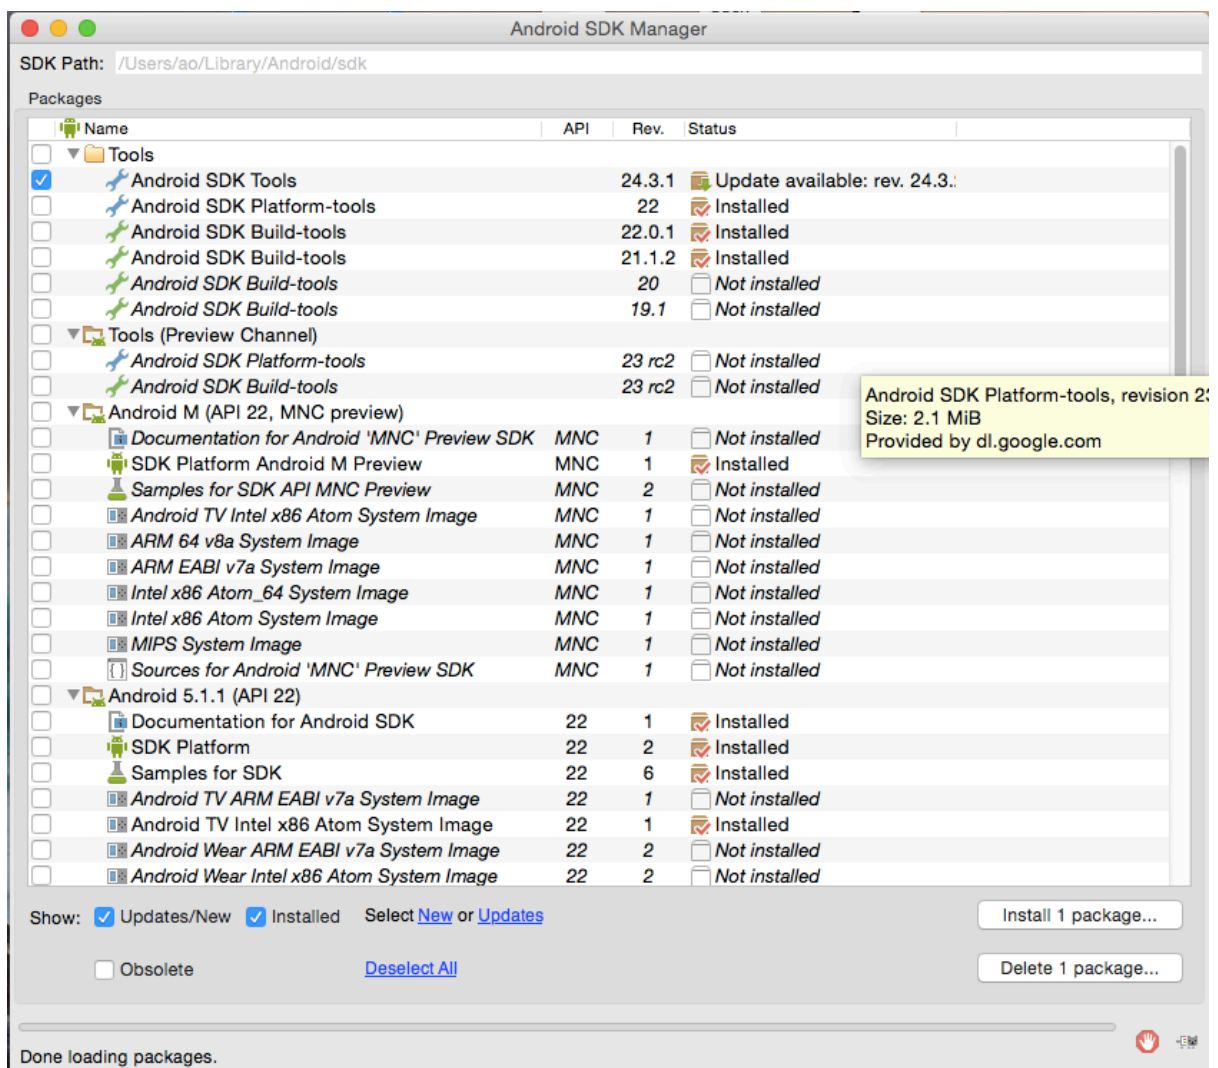 Android SDK Manager
SDK Path: /Users/ao/Library/Android/sdk
Packages
Name API Rev. Status
Tools
Android SDK Tools 24.3.1 Update available: rev. 24.3.
Android SDK Platform-tools 22 Installed
Android SDK Build-tools 22.0.1 Installed
Android SDK Build-tools 21.1.2 Installed
Android SDK Build-tools 20 Not installed
Android SDK Build-tools 19.1 Not installed
Tools (Preview Channel)
Android SDK Platform-tools 23 rc2 Not installed
Android SDK Build-tools 23 rc2 Not installed
Android SDK Platform-tools, revision 23
Size: 2.1 MiB
Provided by dl.google.com
Android M (API 22, MNC preview)
Documentation for Android 'MNC' Preview SDK MNC 1 Not installed
SDK Platform Android M Preview MNC 1 Installed
Samples for SDK API MNC Preview MNC 2 Not installed
Android TV Intel x86 Atom System Image MNC 1 Not installed
ARM 64 v8a System Image MNC 1 Not installed
ARM EABI v7a System Image MNC 1 Not installed
Intel x86 Atom_64 System Image MNC 1 Not installed
Intel x86 Atom System Image MNC 1 Not installed
MIPS System Image MNC 1 Not installed
Sources for Android 'MNC' Preview SDK MNC 1 Not installed
Android 5.1.1 (API 22)
Documentation for Android SDK 22 1 Installed
SDK Platform 22 2 Installed
Samples for SDK 22 6 Installed
Android TV ARM EABI v7a System Image 22 1 Not installed
Android TV Intel x86 Atom System Image 22 1 Installed
Android Wear ARM EABI v7a System Image 22 2 Not installed
Android Wear Intel x86 Atom System Image 22 2 Not installed
Show: Updates/New Installed Select New or Updates Install 1 package...
Obsolete Deselect All Delete 1 package...
Done loading packages.